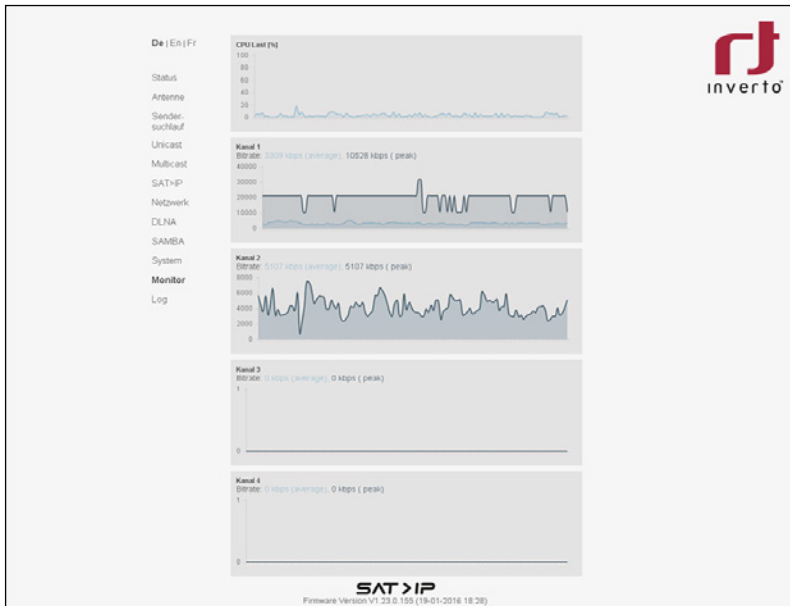 De | En | Fr
Status
Antenne
Sender-
suchlauf
Unicast
Multicast
SAT>IP
Netzwerk
DLNA
SAMBA
System
Monitor
Log
CPU Last [%]
100
80
60
40
20
0
Kanal 1
Bitrate: kbps (average), 10528 kbps ( peak)
40000
30000
20000
10000
0
Kanal 2
Bitrate: 5107 kbps (average), 5107 kbps ( peak)
8000
6000
4000
2000
0
Kanal 3
Bitrate: 0 kbps (average), 0 kbps ( peak)
1
0
Kanal 4
Bitrate: 0 kbps (average), 0 kbps ( peak)
1
0
inverto
SAT>IP
Firmware Version V1.23.0.155 (19-01-2016 18:28)